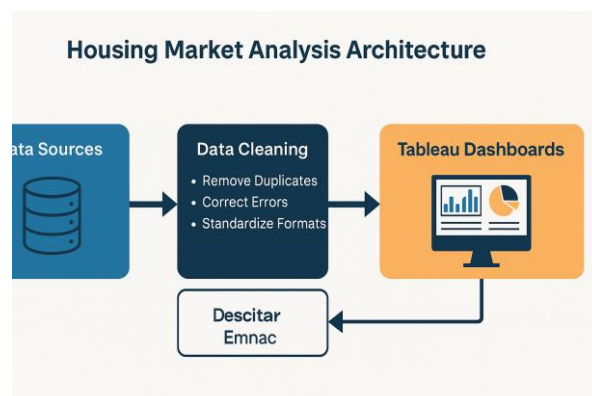 Housing Market Analysis Architecture
ata Sources
Data Cleaning
• Remove Duplicates
• Correct Errors
• Standardize Formats
Tableau Dashboards
Descitar
Emnac